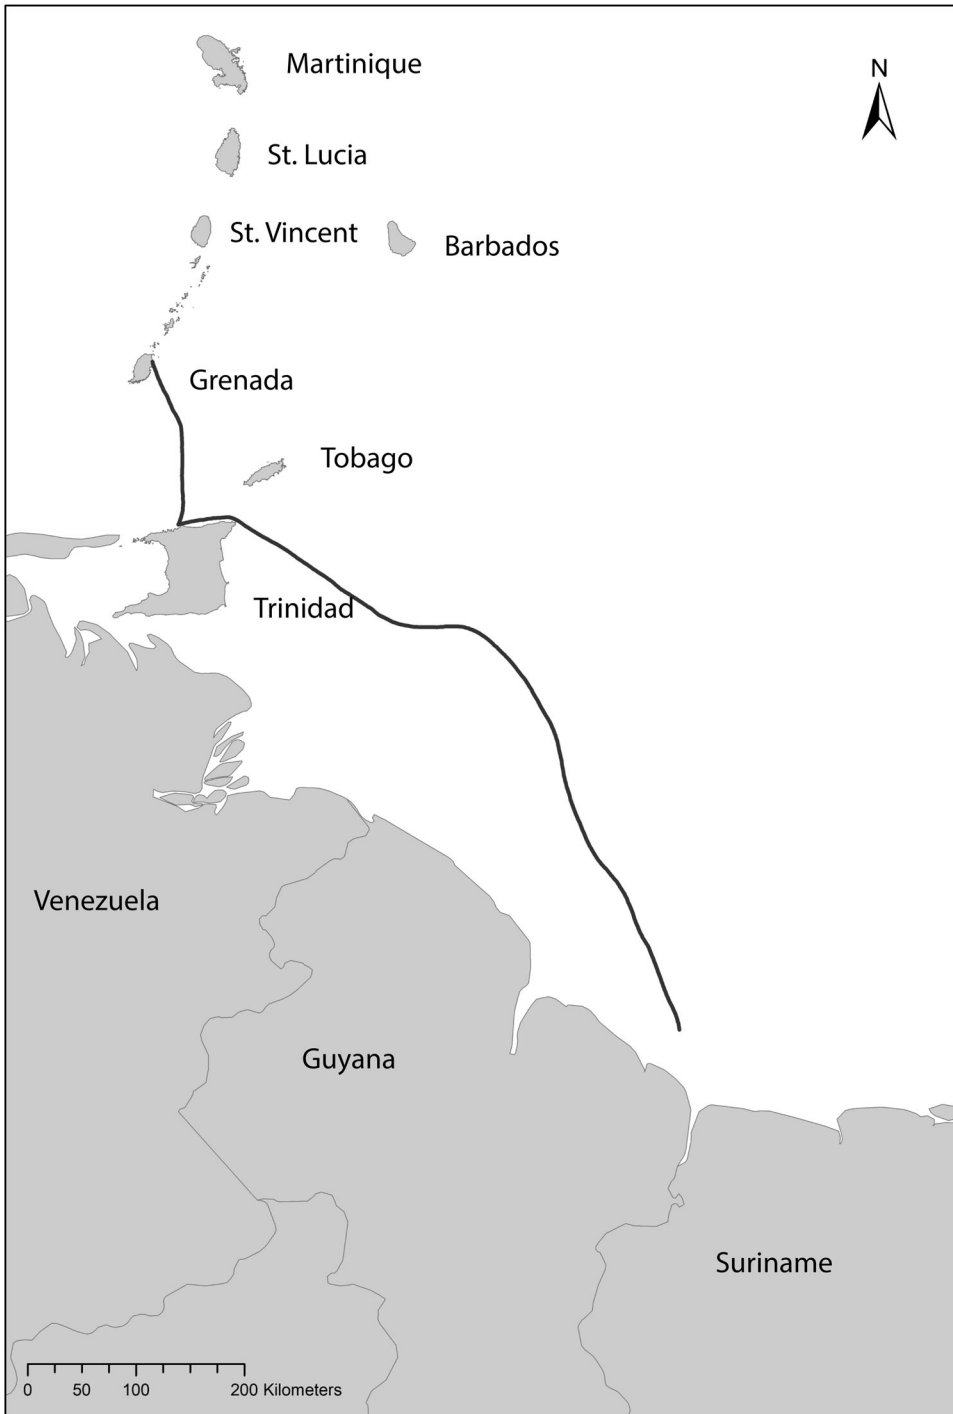 Martinique
N
St. Lucia
St. Vincent
Barbados
Grenada
Tobago
Trinidad
Venezuela
Guyana
Suriname
0 50 100 200 Kilometers